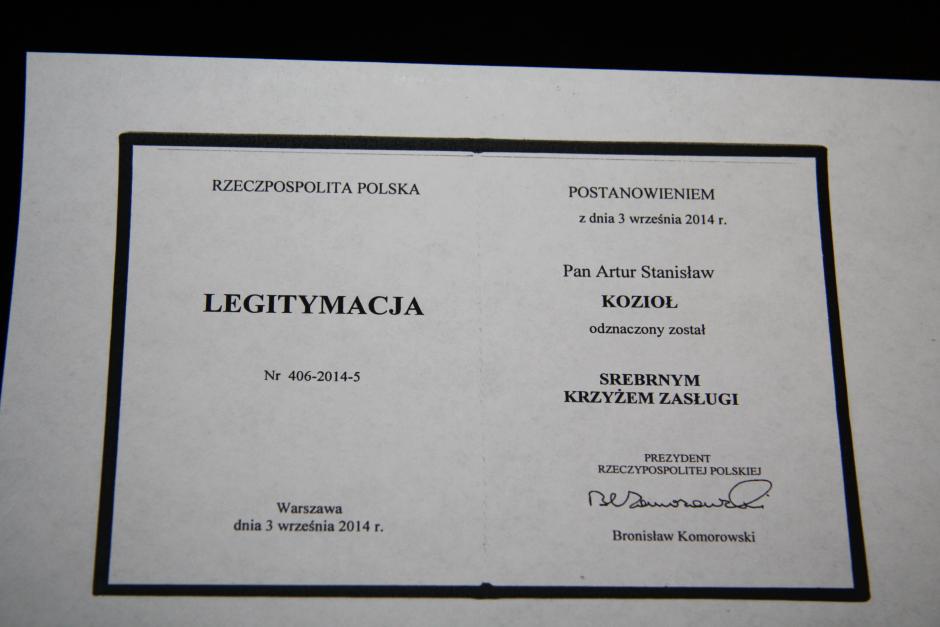 RZECZPOSPOLITA POLSKA
LEGITYMACJA
Nr 406-2014-5
Warszawa
dnia 3 września 2014 r.
POSTANOWIENIEM
z dnia 3 września 2014 r.
Pan Artur Stanisław
KOZIOŁ
odznaczony został
SREBRNYM
KRZYŻEM ZASŁUGI
PREZYDENT
RZECZYPOSPOLITEJ POLSKIEJ
Bronisław Komorowski